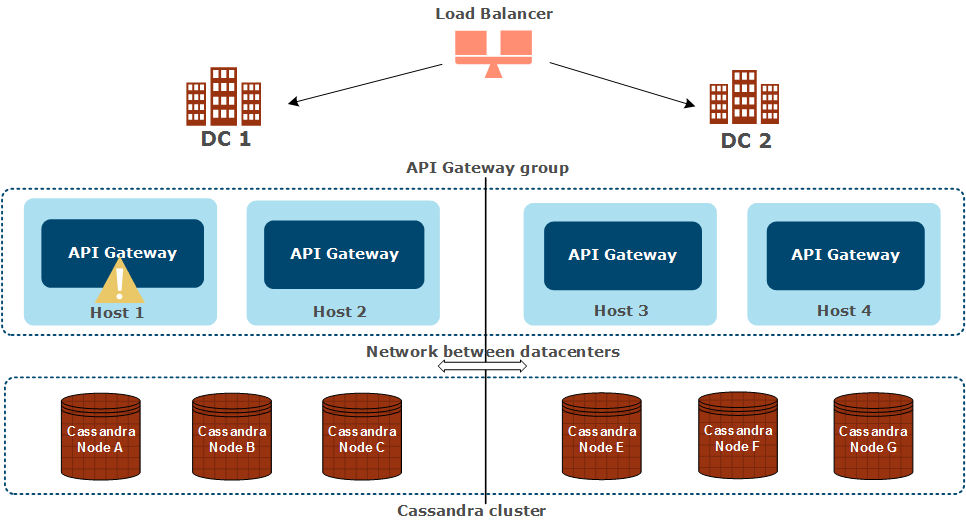 Load Balancer
DC 1
DC 2
API Gateway group
API Gateway
Host 1
API Gateway
Host 2
API Gateway
Host 3
API Gateway
Host 4
Network between datacenters
Cassandra
Node A
Cassandra
Node B
Cassandra
Node C
Cassandra
Node E
Cassandra
Node F
Cassandra
Node G
Cassandra cluster